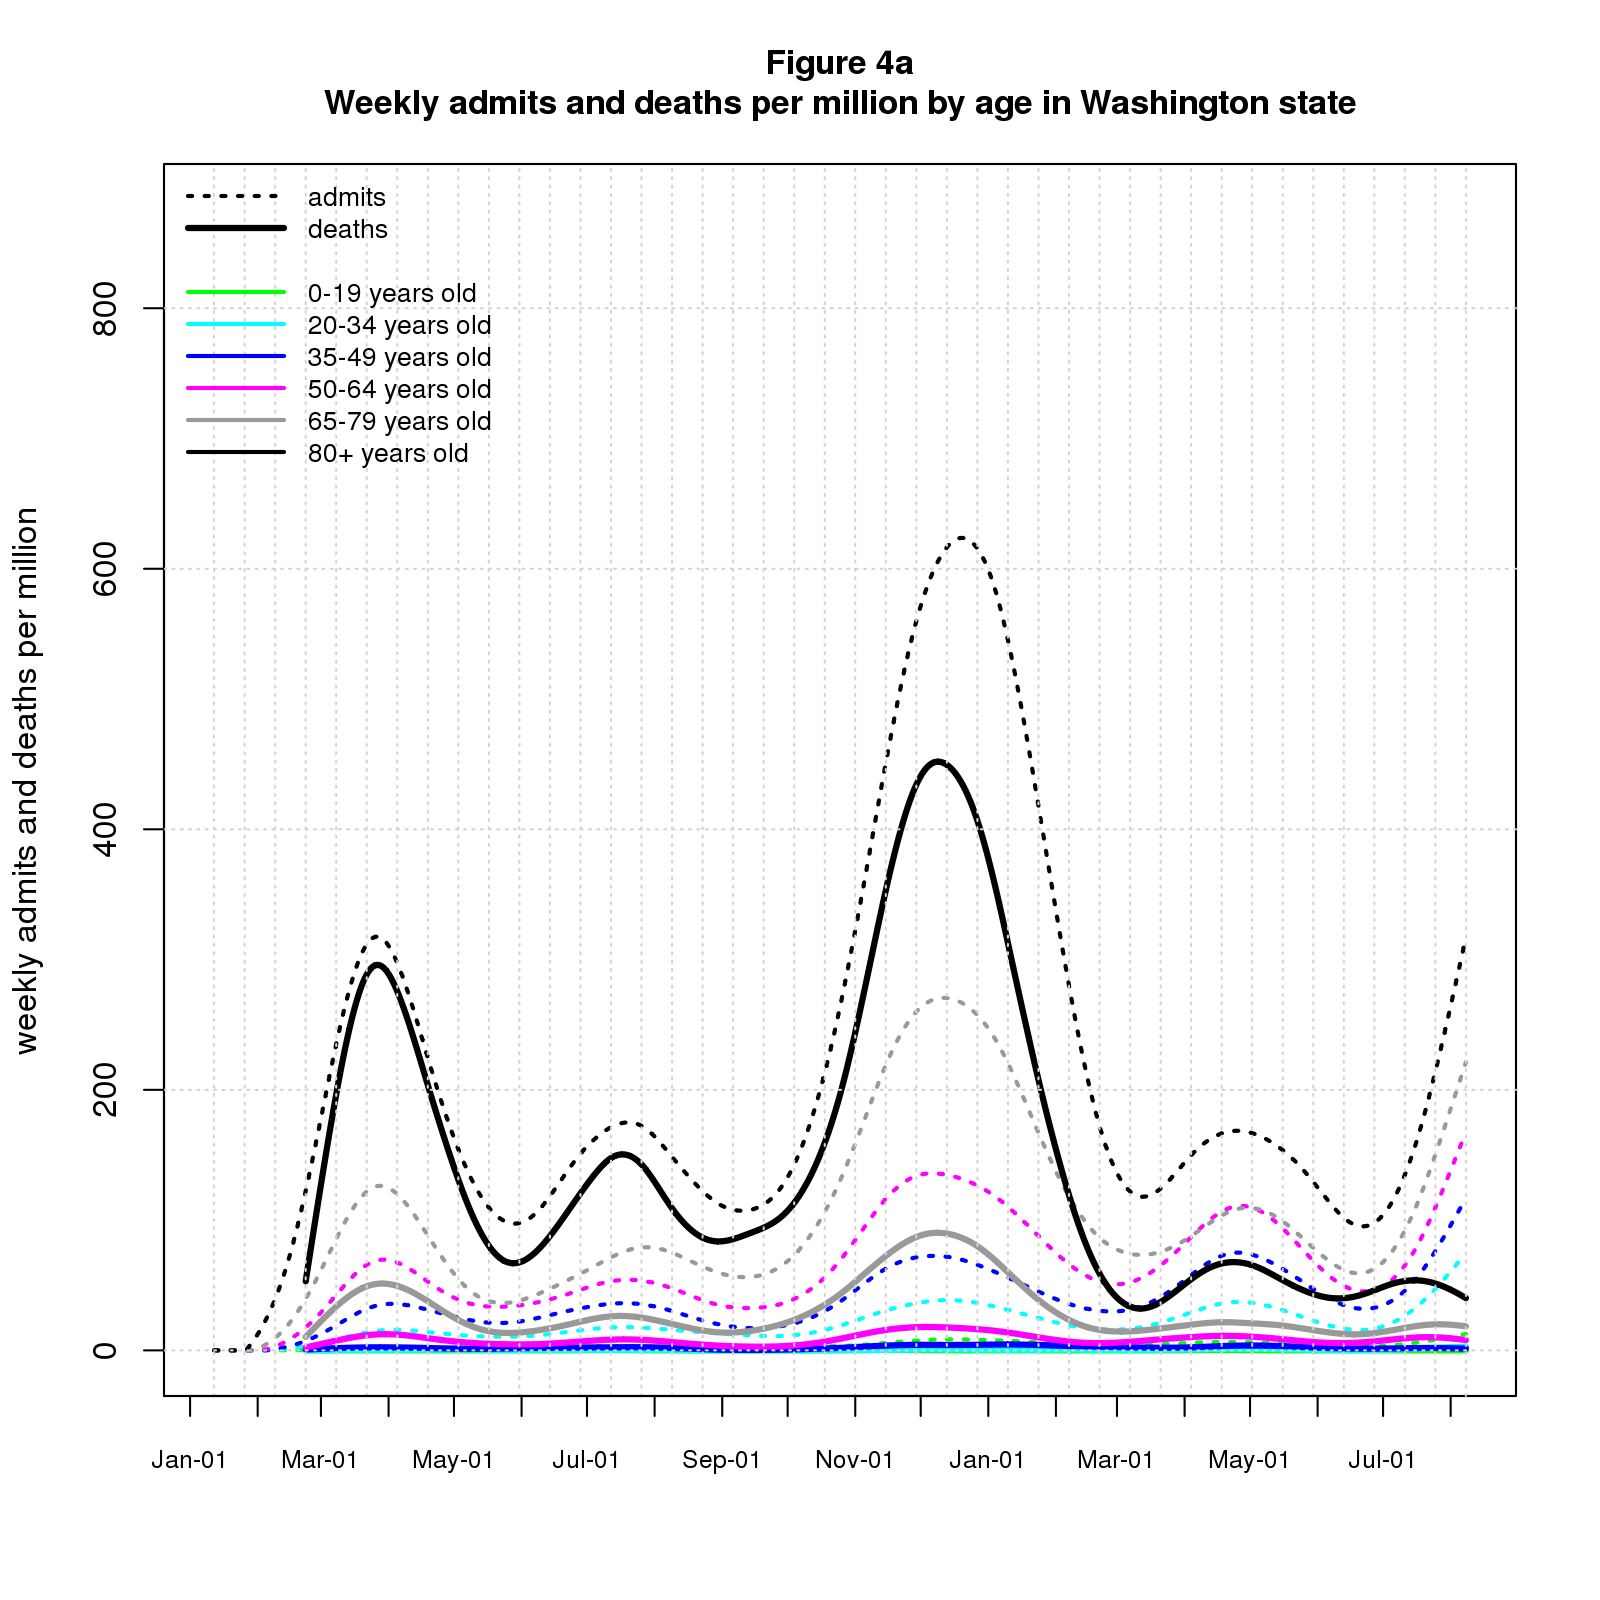 Figure 4a
Weekly admits and deaths per million by age in Washington state
admits
deaths
0-19 years old
20-34 years old
35-49 years old
50-64 years old
65-79 years old
80+ years old
weekly admits and deaths per million
800
600
400
200
0
Jan-01 Mar-01 May-01 Jul-01 Sep-01 Nov-01 Jan-01 Mar-01 May-01 Jul-01